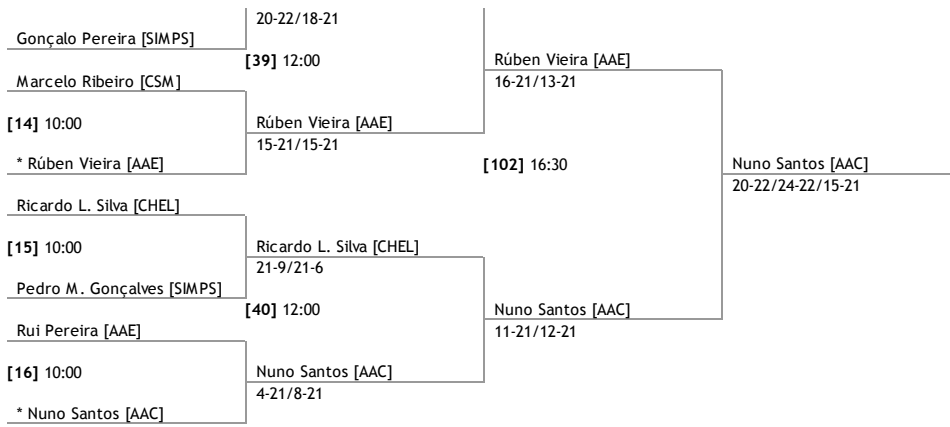 20-22/18-21
Gonçalo Pereira [SIMPS]
[39] 12:00
Rúben Vieira [AAE]
Marcelo Ribeiro [CSM]
16-21/13-21
[14] 10:00
Rúben Vieira [AAE]
15-21/15-21
* Rúben Vieira [AAE]
[102] 16:30
Nuno Santos [AAC]
20-22/24-22/15-21
Ricardo L. Silva [CHEL]
[15] 10:00
Ricardo L. Silva [CHEL]
21-9/21-6
Pedro M. Gonçalves [SIMPS]
[40] 12:00
Nuno Santos [AAC]
Rui Pereira [AAE]
11-21/12-21
[16] 10:00
Nuno Santos [AAC]
4-21/8-21
* Nuno Santos [AAC]